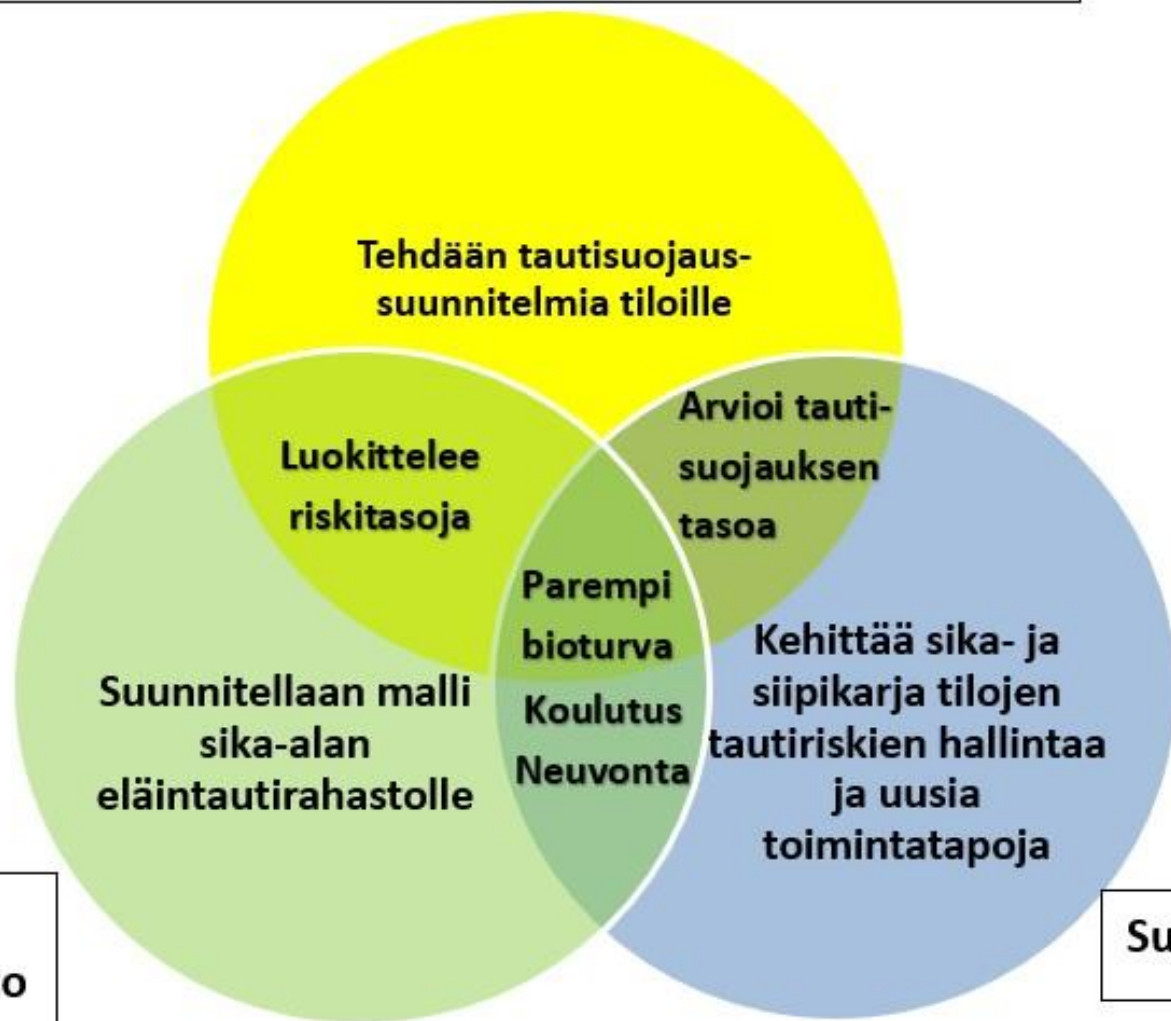 Tehdään tautisuojaus-
suunnitelmia tiloille
Luokittelee
riskitasoja
Arvioi tauti-
suojauksen
tasoa
Parempi
bioturva
Koulutus
Neuvonta
Suunnitellaan malli
sika-alan
eläintautirahastolle
Kehittää sika- ja
siipikarja tilojen
tautiriskien hallintaa
ja uusia
toimintatapoja